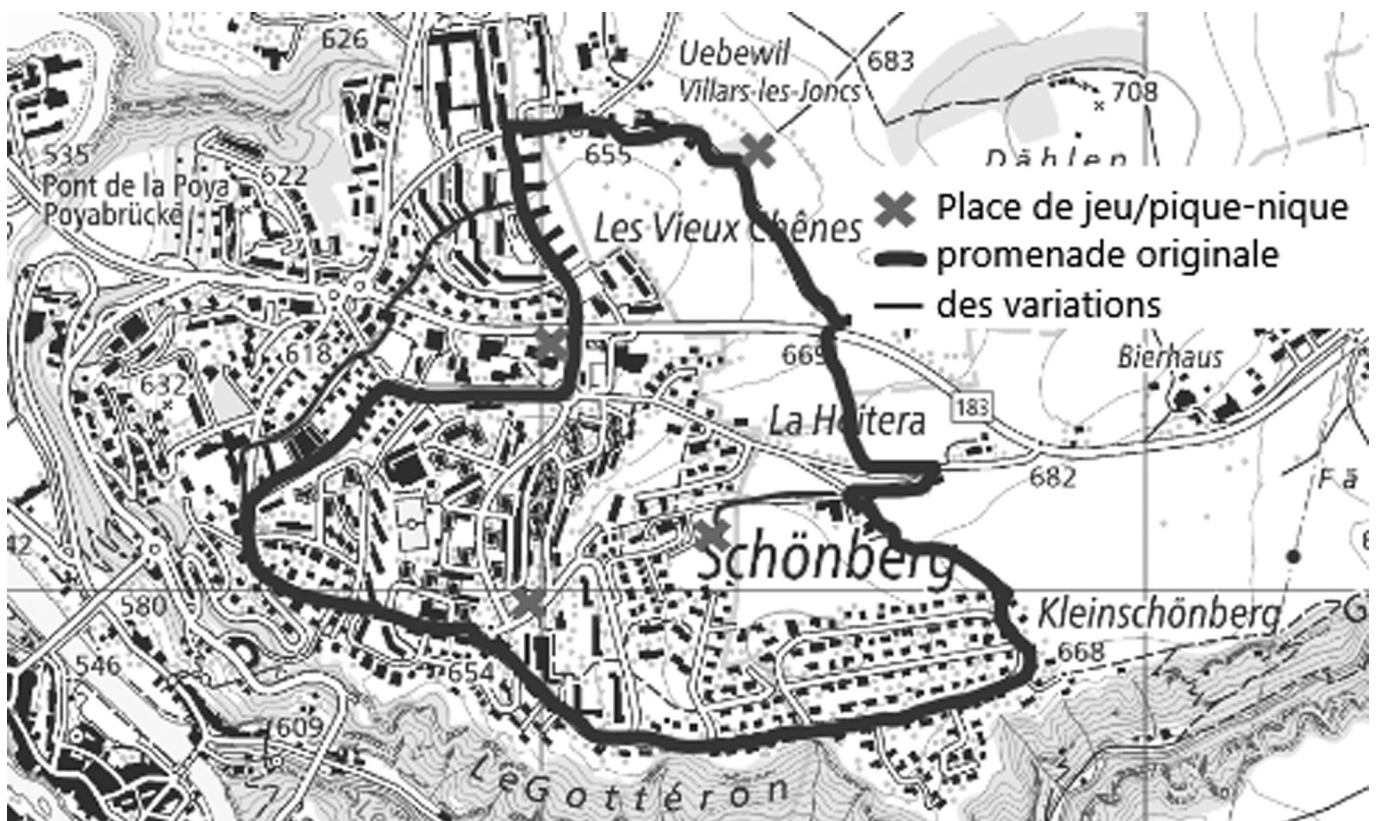 626
Uebewil
Villars-les-Joncs
683
708
Dählen
535
Pont de la Poya
Poyabrücke
622
655
Les Vieux Chênes
Place de jeu/pique-nique
promenade originale
des variations
618
632
669
Bierhaus
183
La Heitera
682
Schönberg
580
Kleinschönberg
668
546
654
609
Le Gottéron